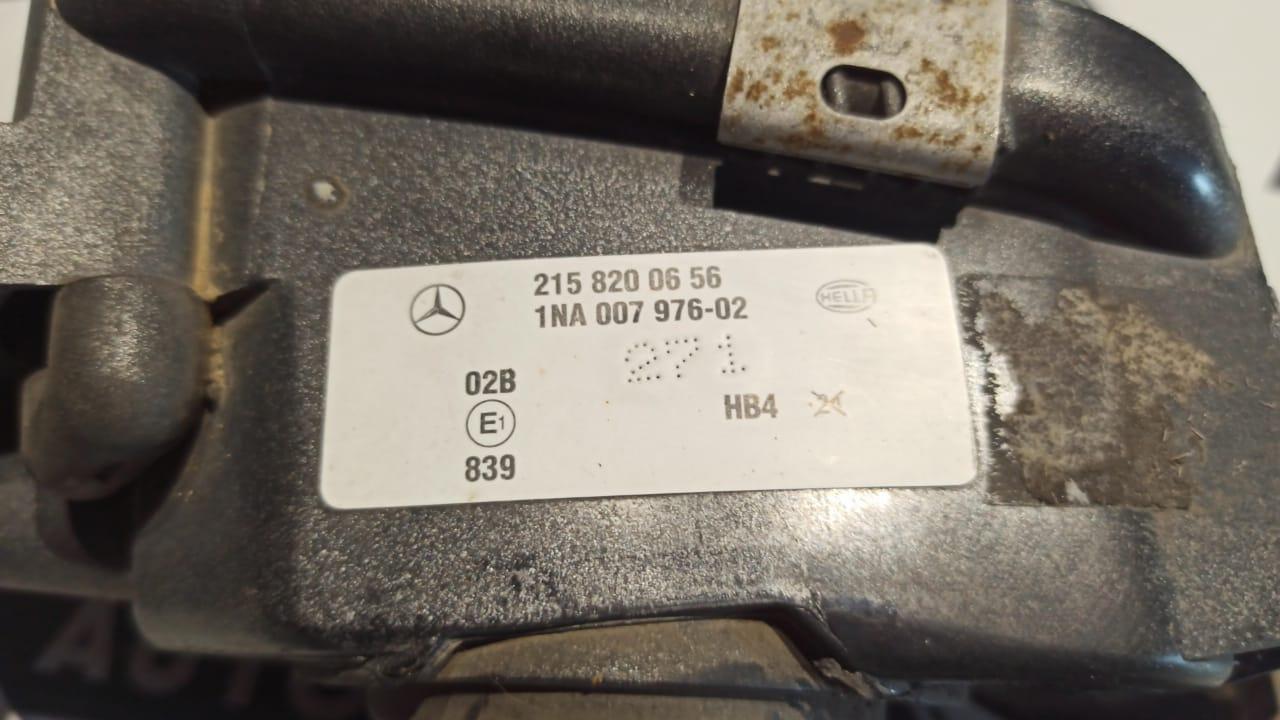 215 820 06 56
1NA 007 976-02
HELLA
271
02B
HB4
E1
839